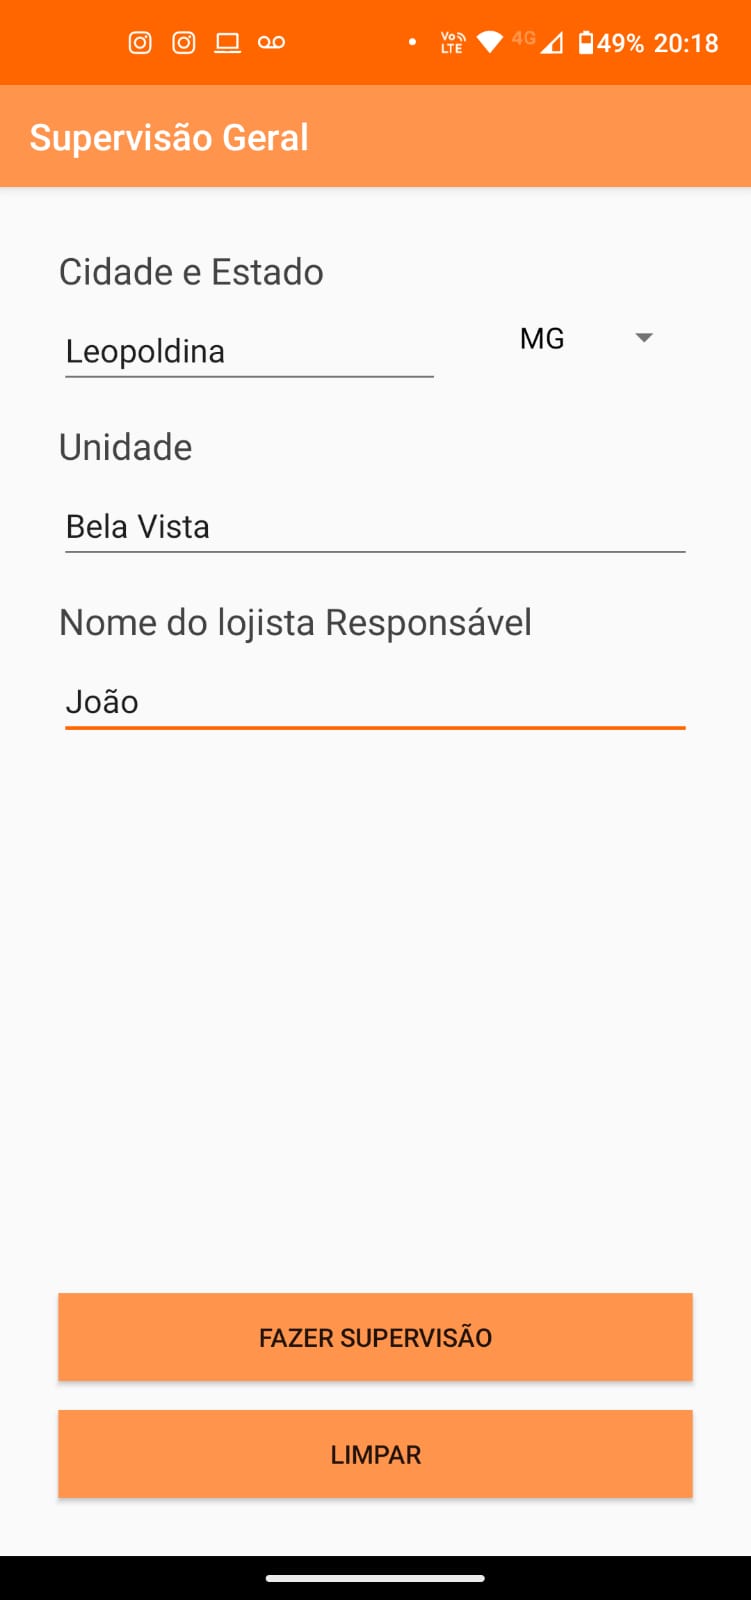 Vo LTE 4G 49% 20:18
Supervisão Geral
Cidade e Estado
Leopoldina MG
Unidade
Bela Vista
Nome do lojista Responsável
João
FAZER SUPERVISÃO
LIMPAR